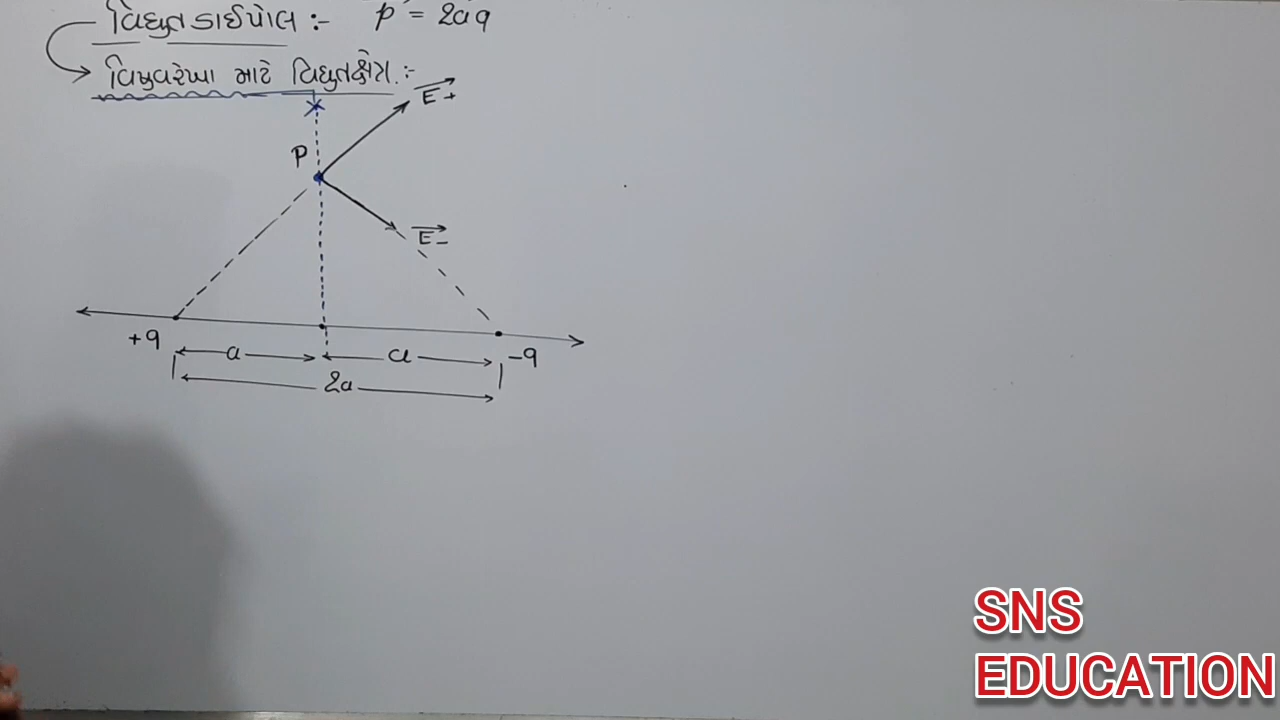 વિદ્યુત ડાઈપોલ :- p = 2aq
વિષુવરેખા માટે વિદ્યુતક્ષેત્ર :-
E+
P
E-
+q
a
a
-q
2a
SNS
EDUCATION